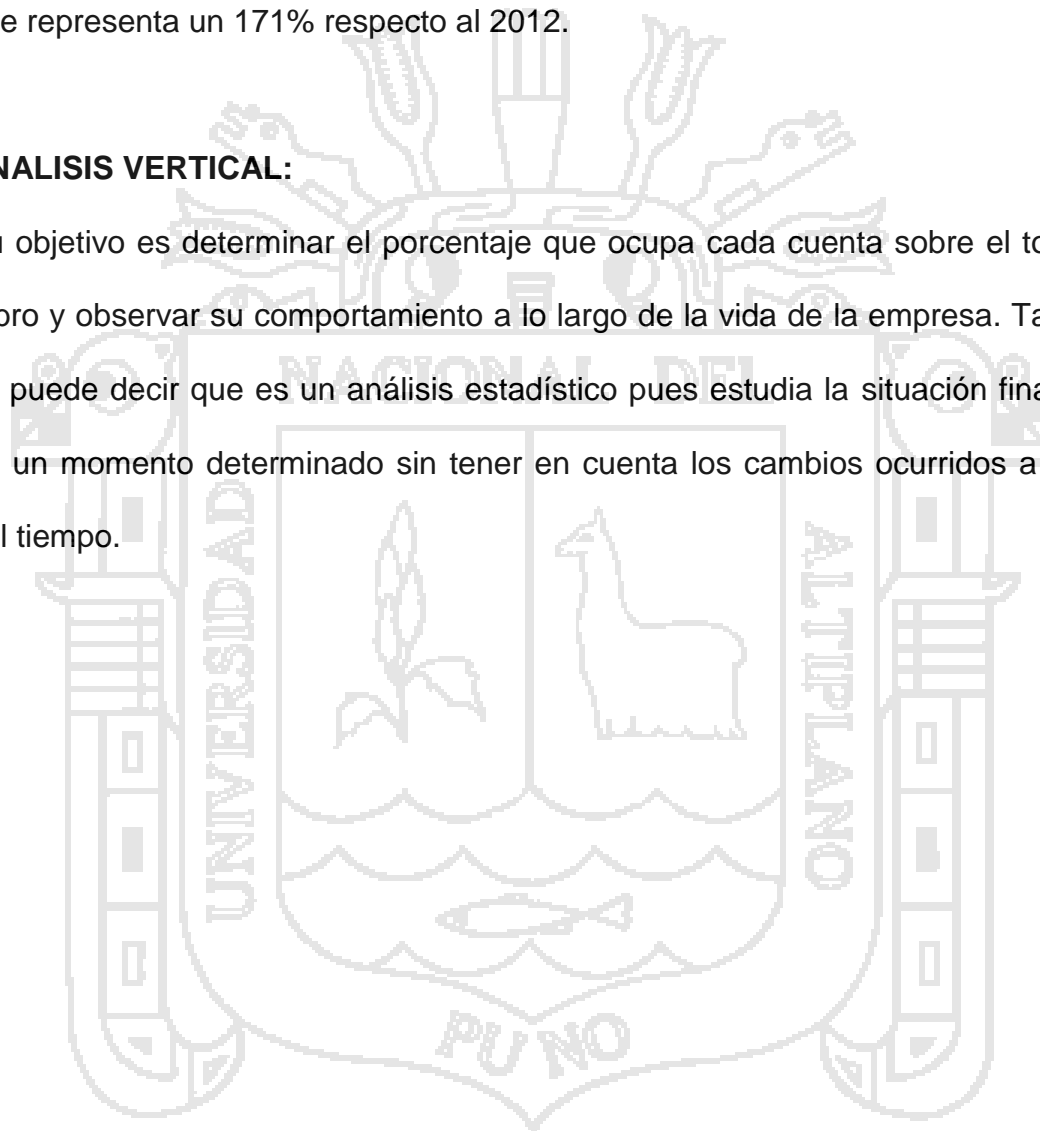 e representa un 171% respecto al 2012.
NALISIS VERTICAL:
objetivo es determinar el porcentaje que ocupa cada cuenta sobre el to
oro y observar su comportamiento a lo largo de la vida de la empresa. Ta
puede decir que es un análisis estadístico pues estudia la situación fina
un momento determinado sin tener en cuenta los cambios ocurridos a
l tiempo.
UNIVERSIDAD
NACIONAL DEL
ALTIPLANO
PUNO